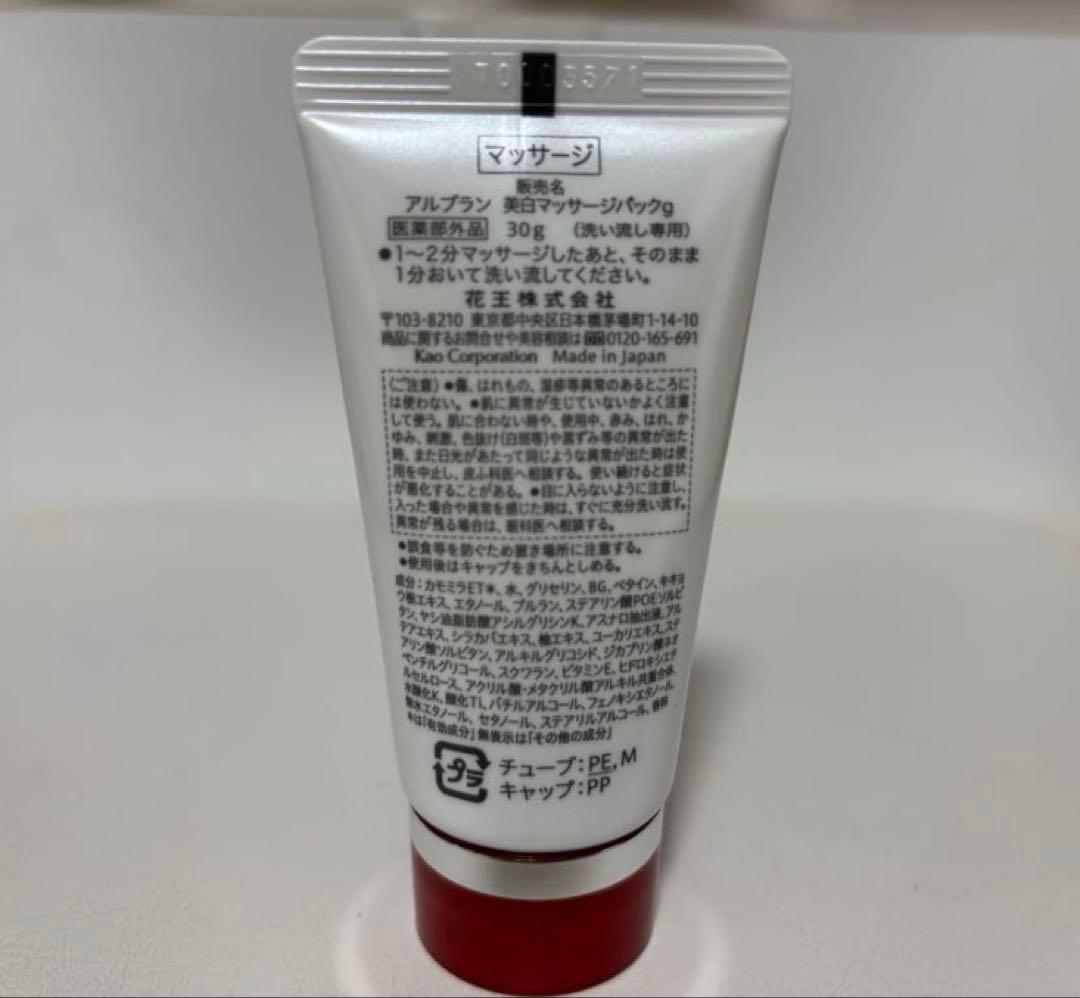 マッサージ
販売名
アルブラン 美白マッサージパックg
医薬部外品 30g (洗い流し専用)
●1〜2分マッサージしたあと、そのまま
1分おいて洗い流してください。
花王株式会社
〒103-8210 東京都中央区日本橋茅場町1-14-10
商品に関するお問合せや美容相談は 0120-165-691
Kao Corporation Made in Japan
〈ご注意〉●傷、はれもの、湿疹等異常のあるところに
は使わない。●肌に異常が生じていないかよく注意
して使う。肌に合わない時や、使用中、赤み、はれ、か
ゆみ、刺激、色抜け(白斑等)や黒ずみ等の異常が出た
時、また日光があたって同じような異常が出た時は使
用を中止し、皮ふ科医へ相談する。使い続けると症状
が悪化することがある。●目に入らないように注意し、
入った場合や異常を感じた時は、すぐに充分洗い流す。
異常が残る場合は、眼科医へ相談する。
●誤食等を防ぐため置き場所に注意する。
●使用後はキャップをきちんとしめる。
成分:カモミラET＊、水、グリセリン、BG、ベタイン、キキョ
ウ根エキス、エタノール、プルラン、ステアリン酸POEソルビ
タン、ヤシ油脂肪酸アシルグリシンK、アスナロ抽出液、アル
テアエキス、シラカバエキス、柚エキス、ユーカリエキス、ステ
アリン酸ソルビタン、アルキルグリコシド、ジカプリン酸ネオ
ペンチルグリコール、スクワラン、ビタミンE、ヒドロキシエチ
ルセルロース、アクリル酸・メタクリル酸アルキル共重合体、
水酸化K、酸化Ti、バチルアルコール、フェノキシエタノール、
無水エタノール、セタノール、ステアリルアルコール、香料
＊は「有効成分」無表示は「その他の成分」
プラ チューブ:PE,M
キャップ:PP